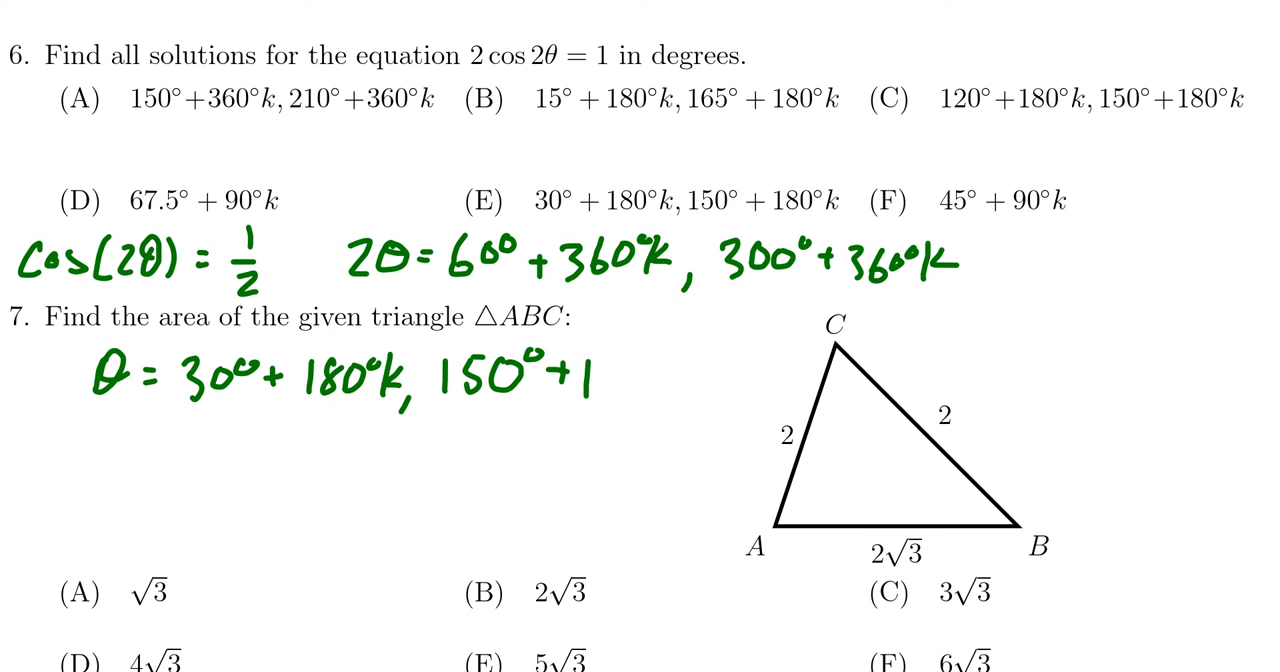 6. Find all solutions for the equation 2 cos 2θ = 1 in degrees.
(A) 150° + 360°k, 210° + 360°k (B) 15° + 180°k, 165° + 180°k (C) 120° + 180°k, 150° + 180°k
(D) 67.5° + 90°k (E) 30° + 180°k, 150° + 180°k (F) 45° + 90°k
cos(2θ) = 1/2 2θ = 60° + 360°k, 300° + 360°k
7. Find the area of the given triangle △ABC:
C
θ = 30° + 180°k, 150° + 1
2
2
A
2√3
B
(A) √3 (B) 2√3 (C) 3√3
(D) 4√3 (E) 5√3 (F) 6√3